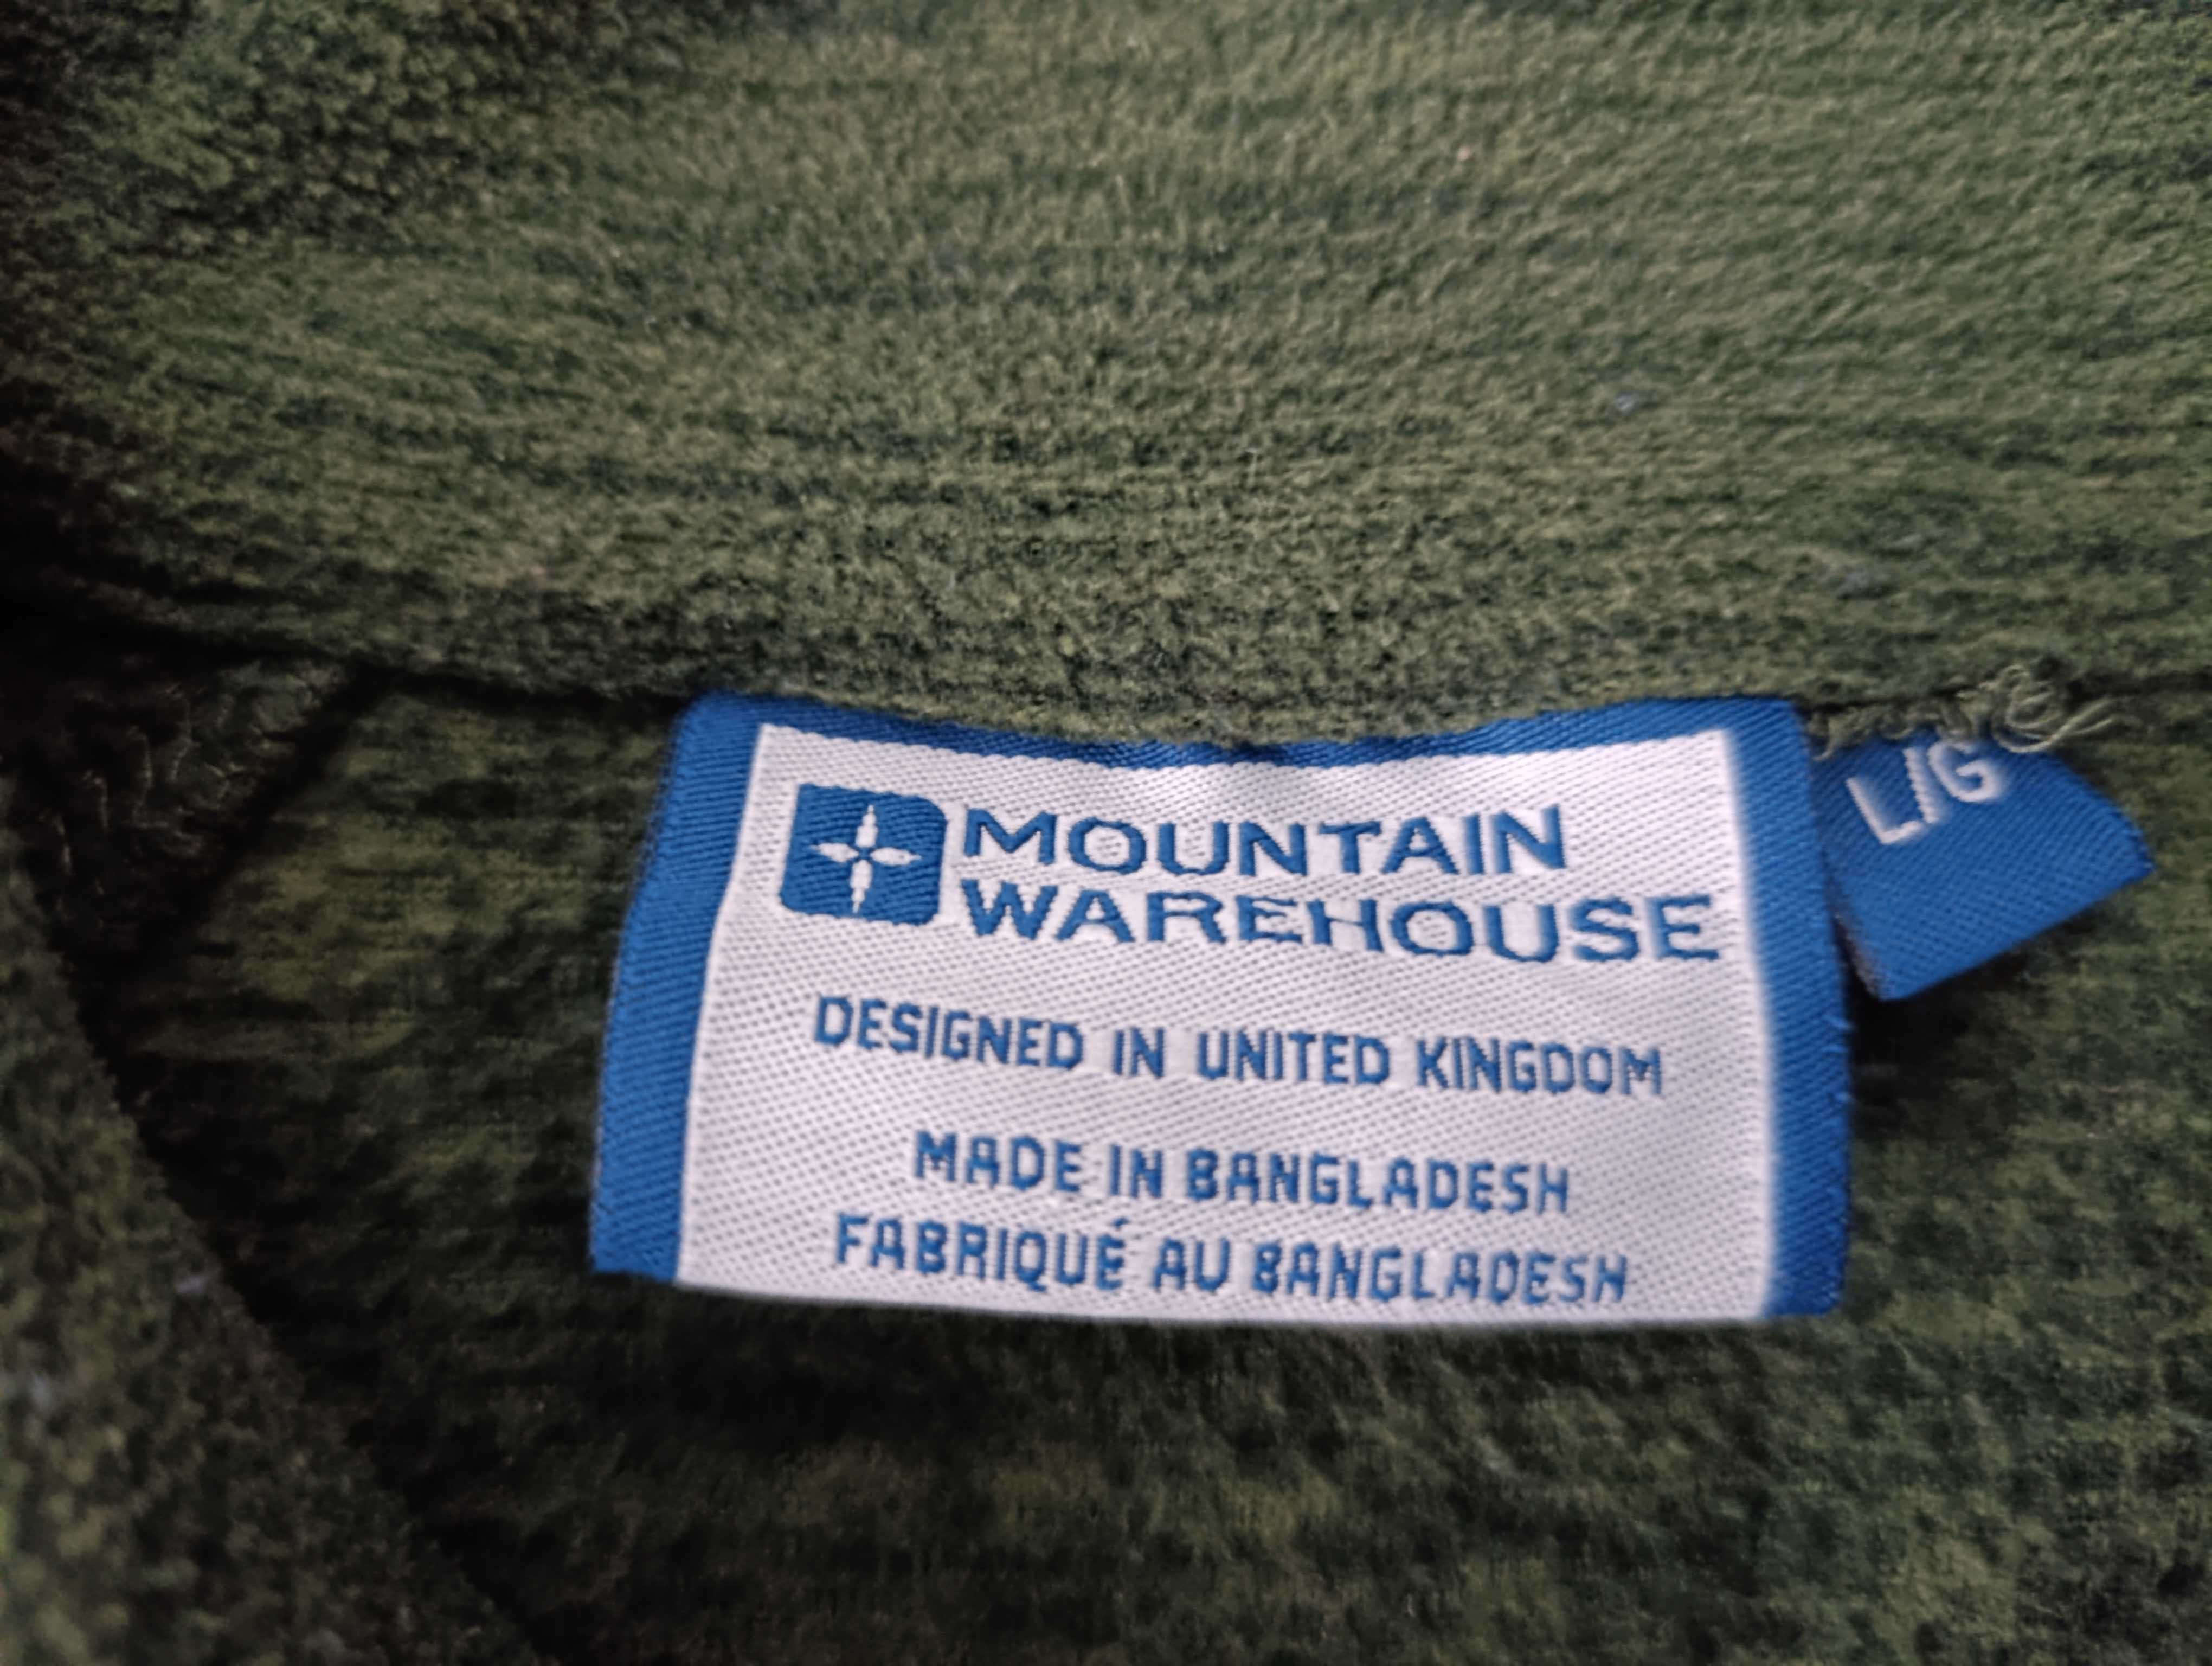 MOUNTAIN
WAREHOUSE
DESIGNED IN UNITED KINGDOM
MADE IN BANGLADESH
FABRIQUÉ AU BANGLADESH
L/G